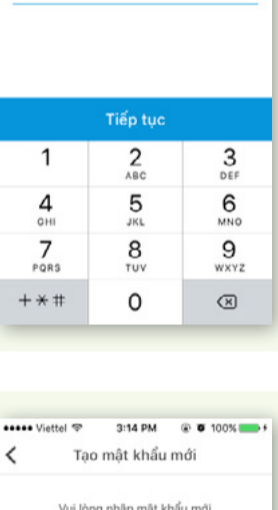 Tiếp tục
1 2 3
ABC DEF
4 5 6
GHI JKL MNO
7 8 9
PQRS TUV WXYZ
+*# 0
Viettel 3:14 PM 100%
Tạo mật khẩu mới
Vui lòng nhập mật khẩu mới